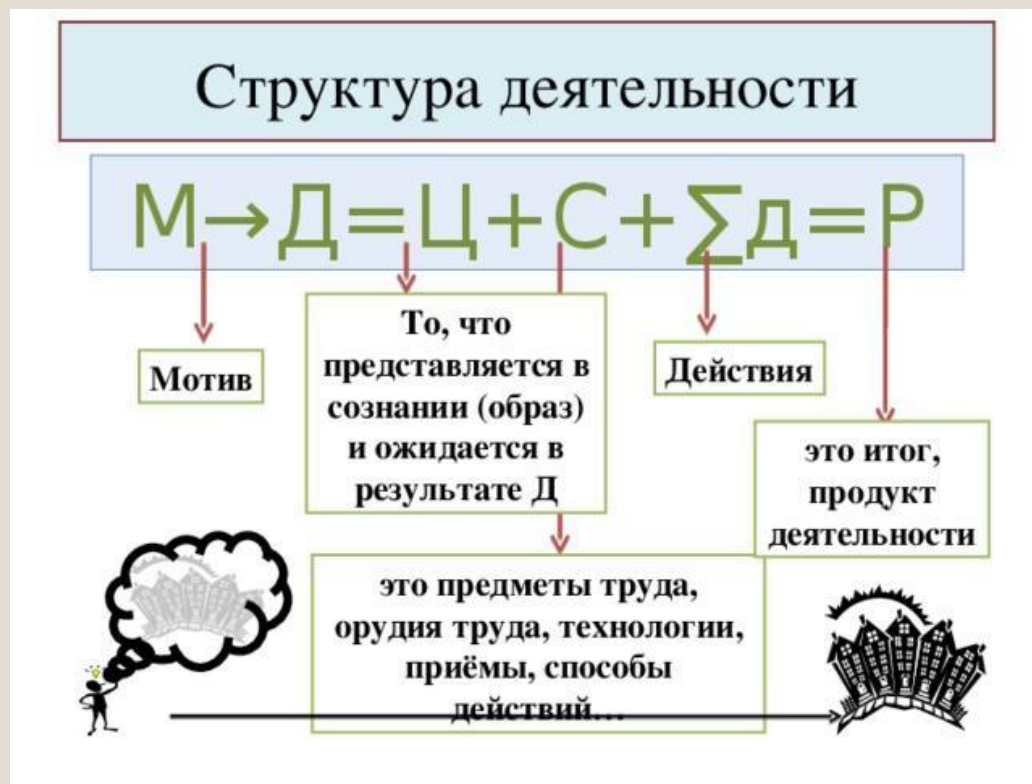 Структура деятельности
М→Д=Ц+С+∑д=Р
Мотив
То, что
представляется в
сознании (образ)
и ожидается в
результате Д
Действия
это итог,
продукт
деятельности
это предметы труда,
орудия труда, технологии,
приёмы, способы
действий…